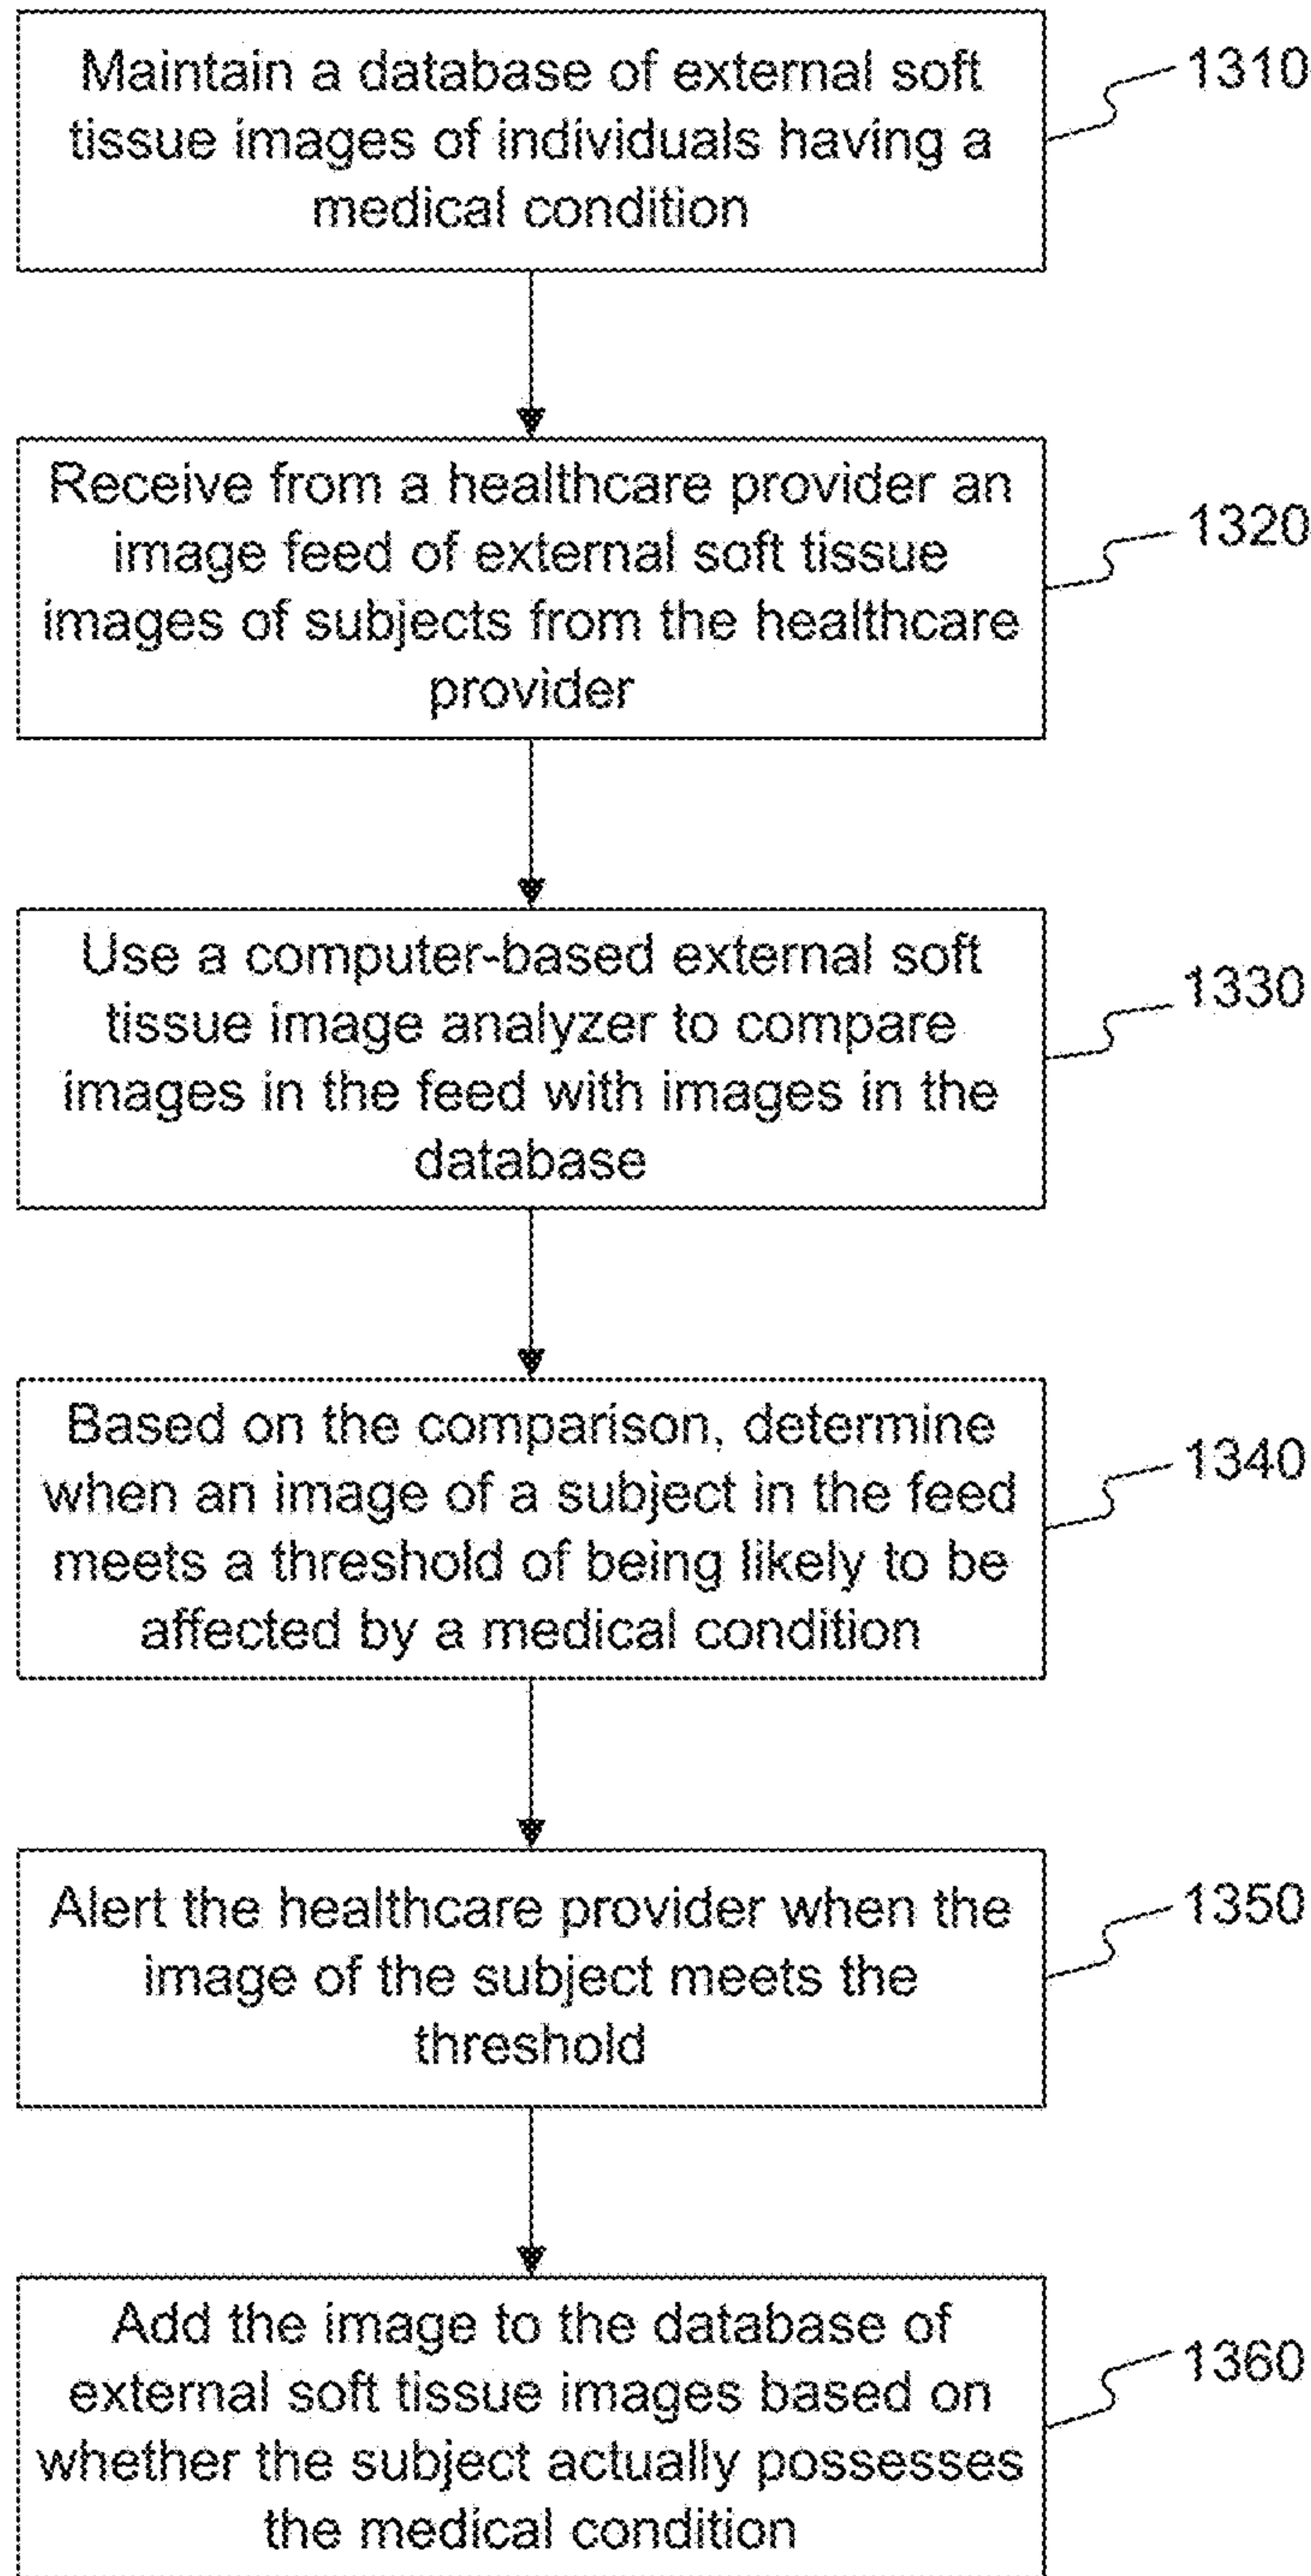 Maintain a database of external soft
tissue images of individuals having a
medical condition
1310
Receive from a healthcare provider an
image feed of external soft tissue
images of subjects from the healthcare
provider
1320
Use a computer-based external soft
tissue image analyzer to compare
images in the feed with images in the
database
1330
Based on the comparison, determine
when an image of a subject in the feed
meets a threshold of being likely to be
affected by a medical condition
1340
Alert the healthcare provider when the
image of the subject meets the
threshold
1350
Add the image to the database of
external soft tissue images based on
whether the subject actually possesses
the medical condition
1360